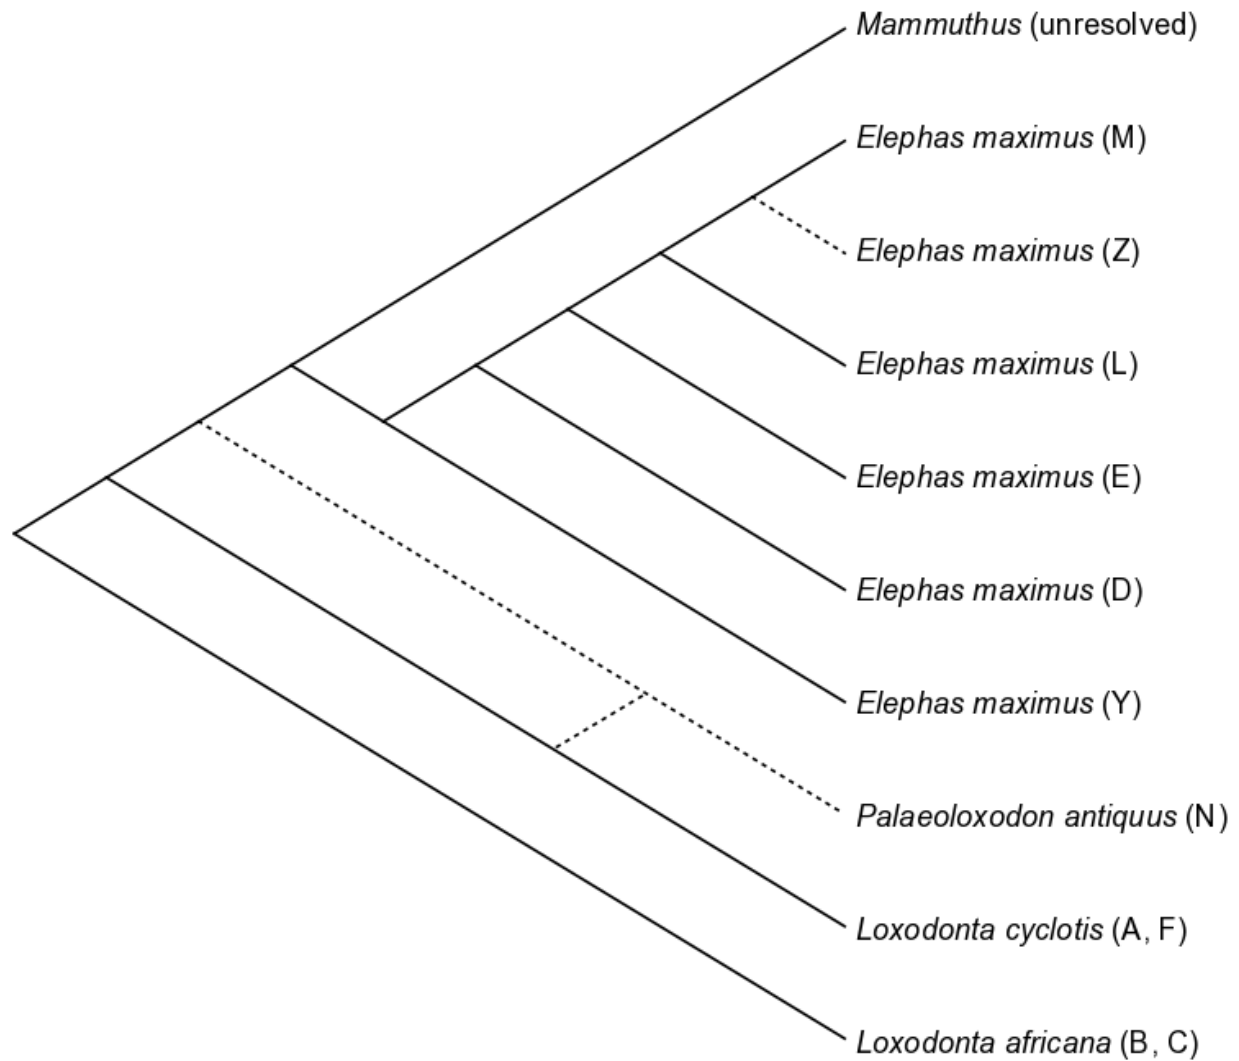 Mammuthus (unresolved)
Elephas maximus (M)
Elephas maximus (Z)
Elephas maximus (L)
Elephas maximus (E)
Elephas maximus (D)
Elephas maximus (Y)
Palaeoloxodon antiquus (N)
Loxodonta cyclotis (A, F)
Loxodonta africana (B, C)